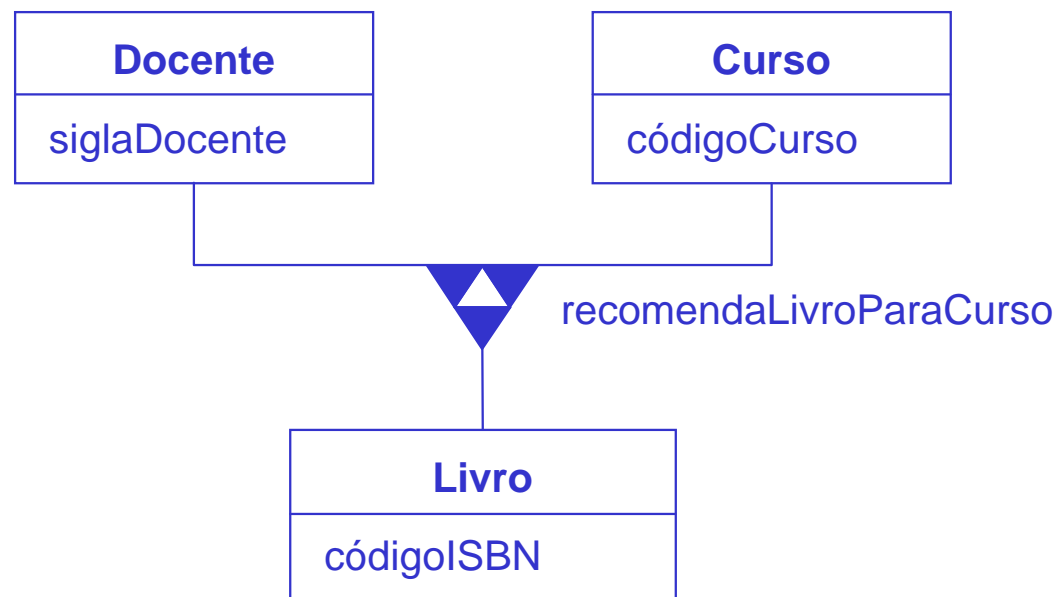 Docente
siglaDocente
Curso
códigoCurso
recomendaLivroParaCurso
Livro
códigoISBN